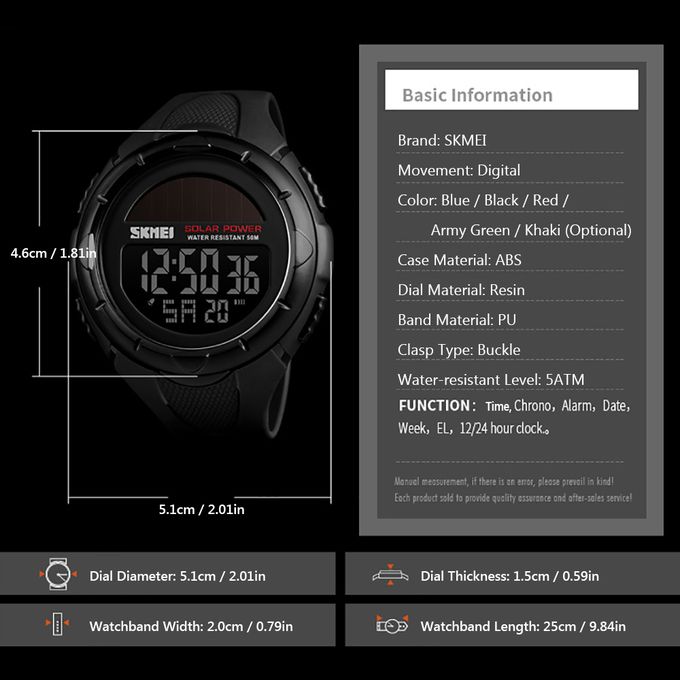 4.6cm / 1.81in
SKMEI
SOLAR POWER
WATER RESISTANT 50M
12:50 36
SA 20
5.1cm / 2.01in
Basic Information
Brand: SKMEI
Movement: Digital
Color: Blue / Black / Red /
Army Green / Khaki (Optional)
Case Material: ABS
Dial Material: Resin
Band Material: PU
Clasp Type: Buckle
Water-resistant Level: 5ATM
FUNCTION: Time, Chrono, Alarm, Date,
Week, EL, 12/24 hour clock.。
Manual measurement, if there is an error, please prevail in kind!
Each product sold to provide quality assurance and after-sales service!
Dial Diameter: 5.1cm / 2.01in
Dial Thickness: 1.5cm / 0.59in
Watchband Width: 2.0cm / 0.79in
Watchband Length: 25cm / 9.84in